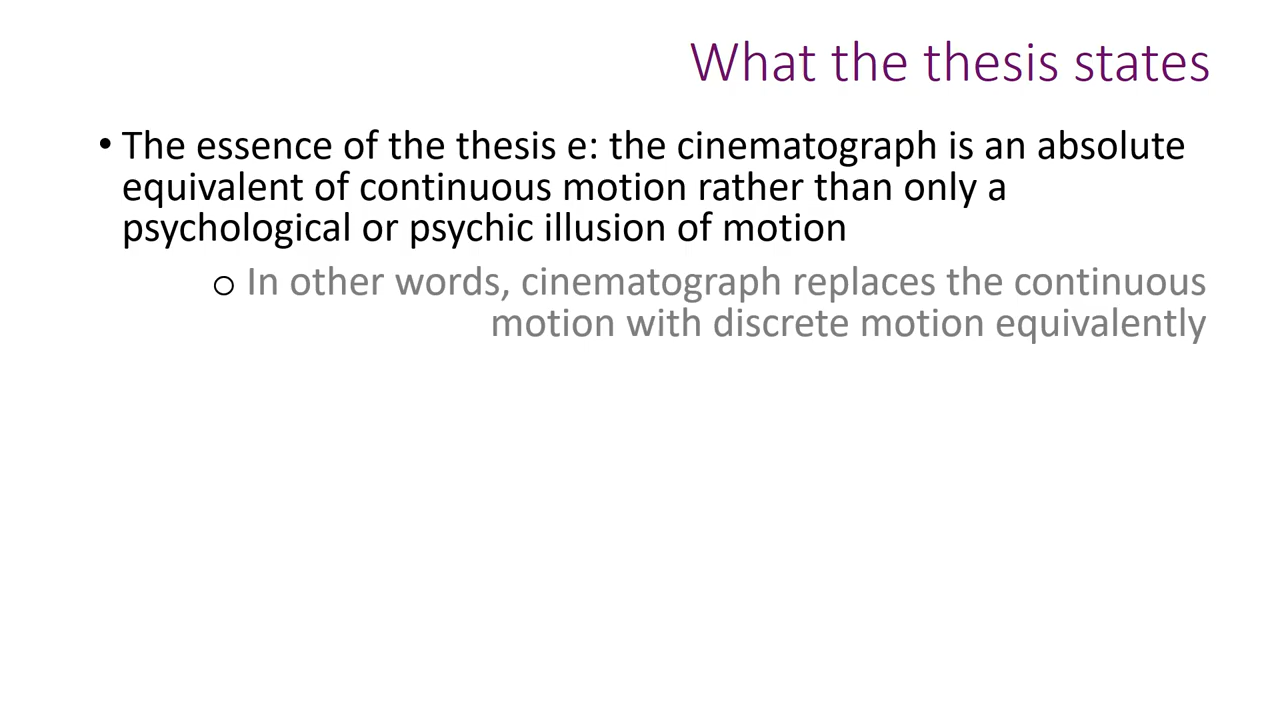 What the thesis states
• The essence of the thesis e: the cinematograph is an absolute
equivalent of continuous motion rather than only a
psychological or psychic illusion of motion
o In other words, cinematograph replaces the continuous
motion with discrete motion equivalently